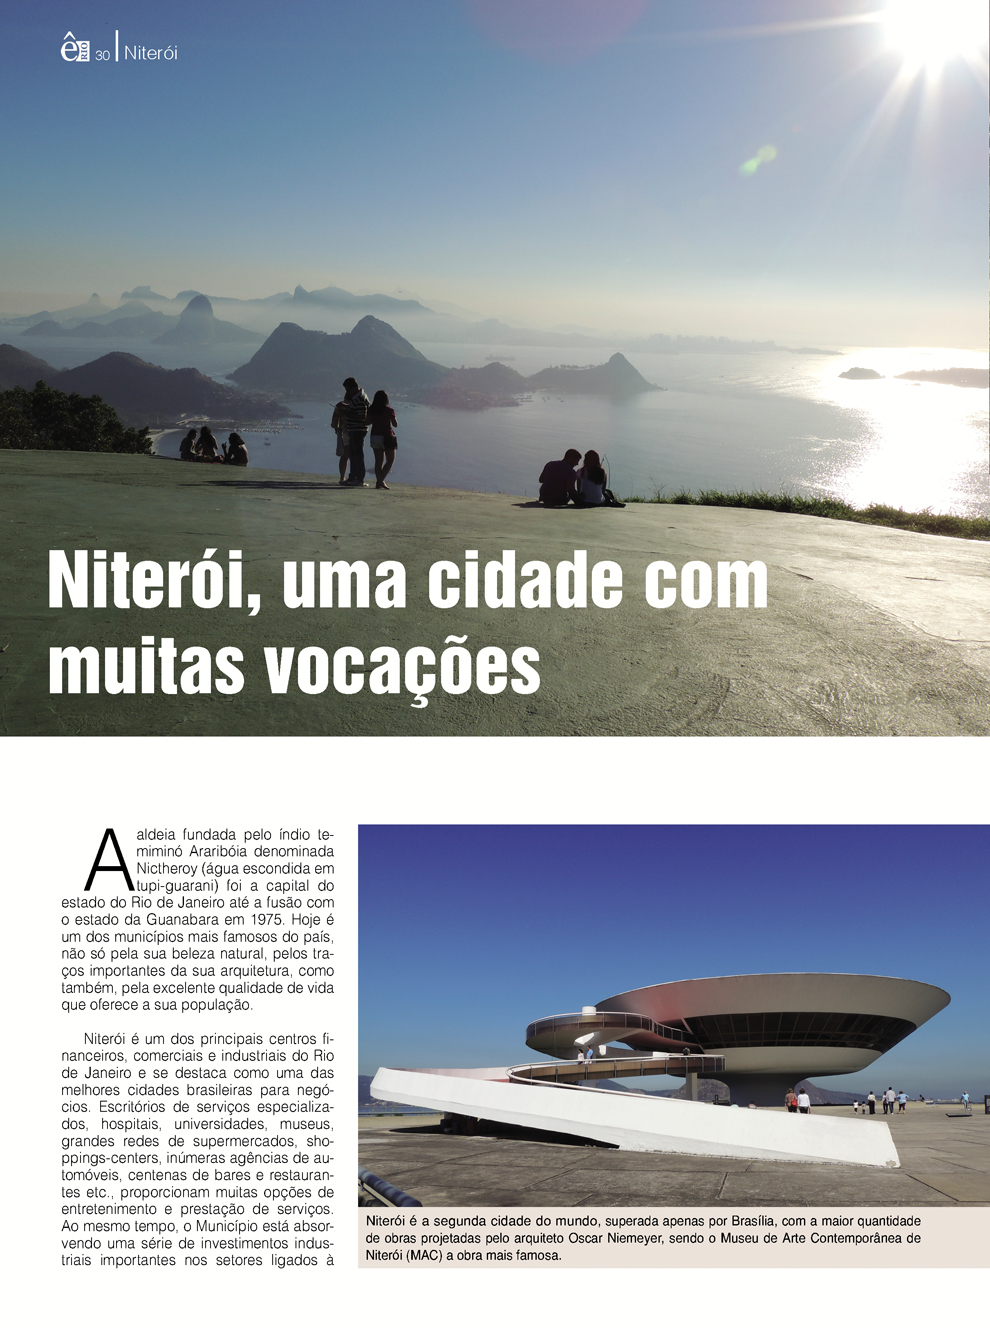 ê RIO 30 Niterói
Niterói, uma cidade com
muitas vocações
A aldeia fundada pelo índio te-
miminó Araribóia denominada
Nictheroy (água escondida em
tupi-guarani) foi a capital do
estado do Rio de Janeiro até a fusão com
o estado da Guanabara em 1975. Hoje é
um dos municípios mais famosos do país,
não só pela sua beleza natural, pelos tra-
ços importantes da sua arquitetura, como
também, pela excelente qualidade de vida
que oferece a sua população.
Niterói é um dos principais centros fi-
nanceiros, comerciais e industriais do Rio
de Janeiro e se destaca como uma das
melhores cidades brasileiras para negó-
cios. Escritórios de serviços especializa-
dos, hospitais, universidades, museus,
grandes redes de supermercados, sho-
ppings-centers, inúmeras agências de au-
tomóveis, centenas de bares e restauran-
tes etc., proporcionam muitas opções de
entretenimento e prestação de serviços.
Ao mesmo tempo, o Município está absor-
vendo uma série de investimentos indus-
triais importantes nos setores ligados à
Niterói é a segunda cidade do mundo, superada apenas por Brasília, com a maior quantidade
de obras projetadas pelo arquiteto Oscar Niemeyer, sendo o Museu de Arte Contemporânea de
Niterói (MAC) a obra mais famosa.